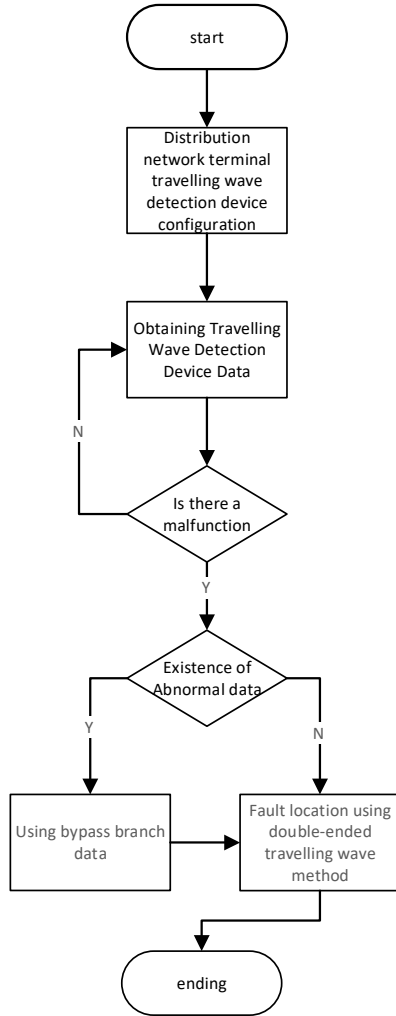 start
Distribution
network terminal
travelling wave
detection device
configuration
Obtaining Travelling
Wave Detection
Device Data
N
Is there a
malfunction
Y
Existence of
Abnormal data
Y
N
Using bypass branch
data
Fault location using
double-ended
travelling wave
method
ending